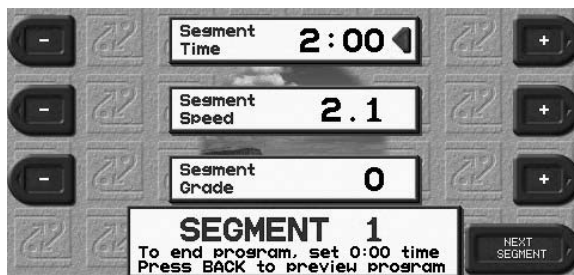 -
Segment
Time
2:00
+
-
Segment
Speed
2.1
+
-
Segment
Grade
0
+
SEGMENT 1
To end program, set 0:00 time
Press BACK to preview program
NEXT
SEGMENT